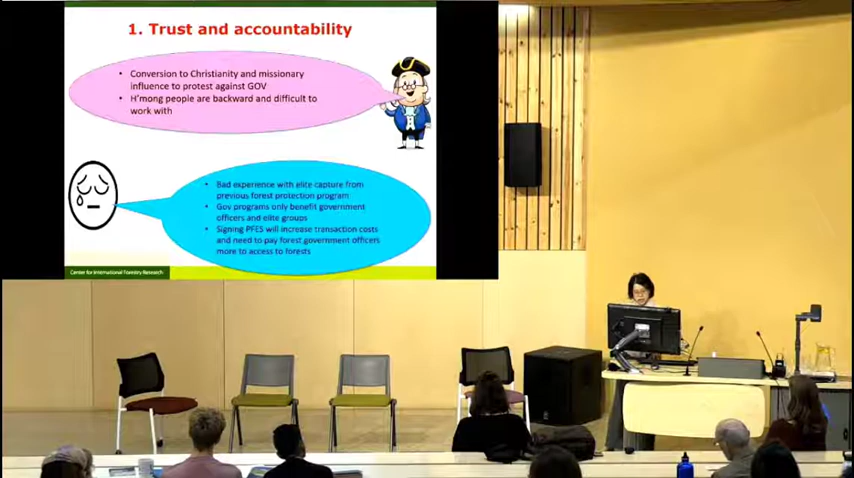 1. Trust and accountability
• Conversion to Christianity and missionary
influence to protest against GOV
• H'mong people are backward and difficult to
work with
• Bad experience with elite capture from
previous forest protection program
• Gov programs only benefit government
officers and elite groups
• Signing PFES will increase transaction costs
and need to pay forest government officers
more to access to forests
Center for International Forestry Research